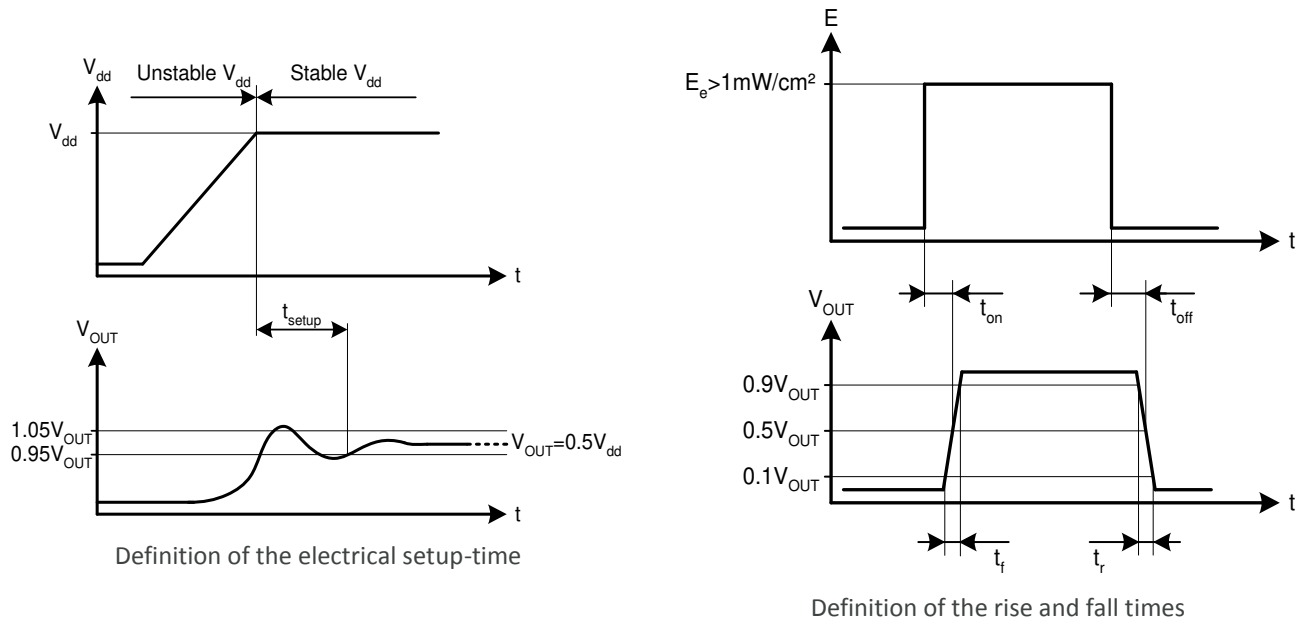 V_dd
Unstable V_dd
Stable V_dd
V_dd
t
t_setup
V_OUT
1.05V_OUT
0.95V_OUT
V_OUT=0.5V_dd
t
Definition of the electrical setup-time
E
E_e>1mW/cm²
t
t_on
t_off
V_OUT
0.9V_OUT
0.5V_OUT
0.1V_OUT
t
t_f
t_r
Definition of the rise and fall times